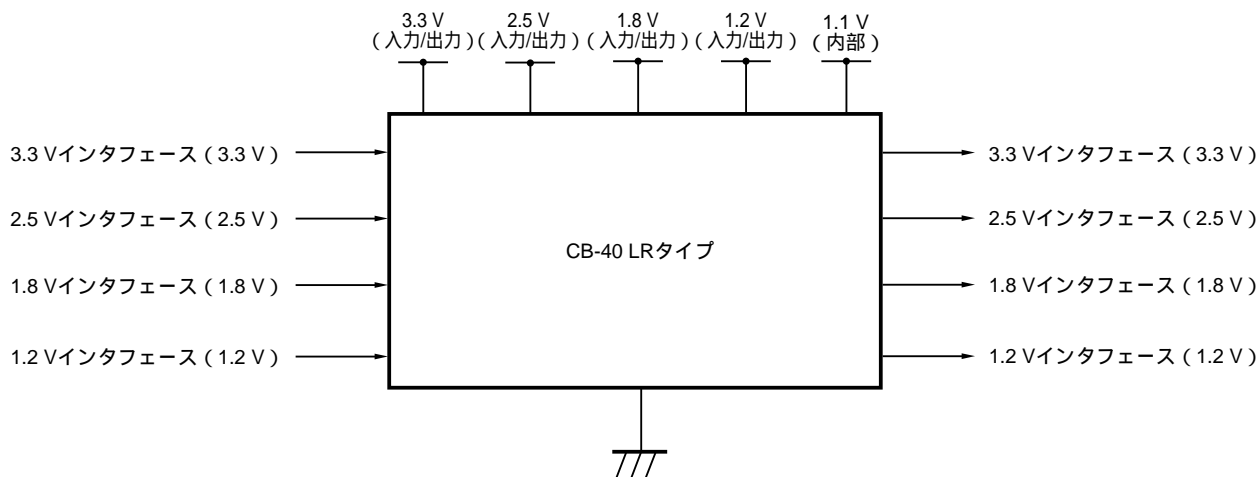 3.3 V 2.5 V 1.8 V 1.2 V 1.1 V
(入力/出力)(入力/出力)(入力/出力)(入力/出力) (内部)
3.3 Vインタフェース(3.3 V) 3.3 Vインタフェース(3.3 V)
2.5 Vインタフェース(2.5 V) 2.5 Vインタフェース(2.5 V)
CB-40 LRタイプ
1.8 Vインタフェース(1.8 V) 1.8 Vインタフェース(1.8 V)
1.2 Vインタフェース(1.2 V) 1.2 Vインタフェース(1.2 V)